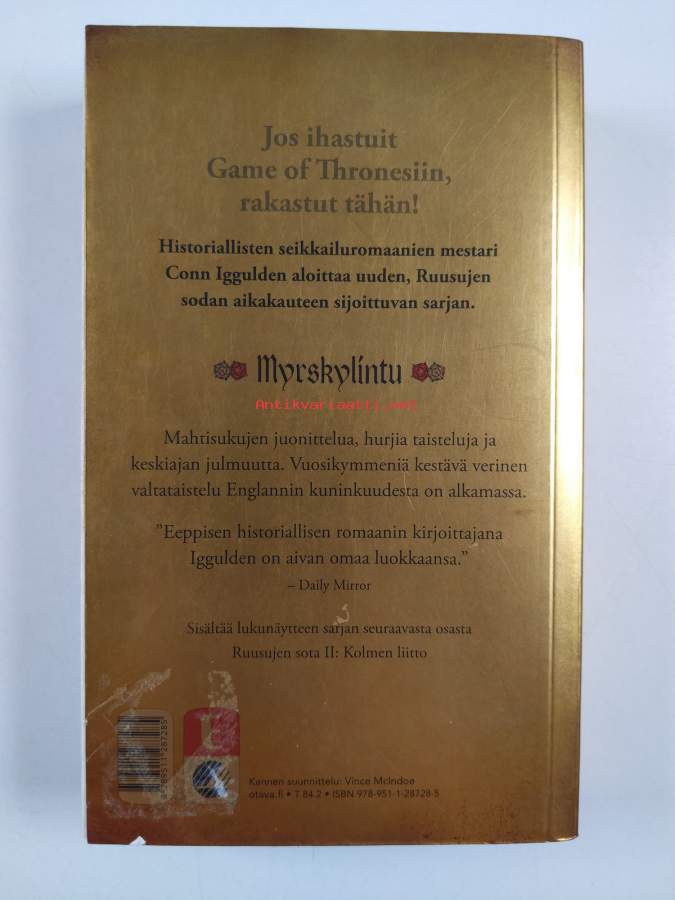 Jos ihastuit
Game of Thronesiin,
rakastut tähän!
Historiallisten seikkailuromaanien mestari
Conn Iggulden aloittaa uuden, Ruusujen
sodan aikakauteen sijoittuvan sarjan.
Myrskylintu
Antikvariaatti.net
Mahtisukujen juonittelua, hurjia taisteluja ja
keskiajan julmuutta. Vuosikymmeniä kestävä verinen
valtataistelu Englannin kuninkuudesta on alkamassa.
”Eeppisen historiallisen romaanin kirjoittajana
Iggulden on aivan omaa luokkaansa.”
– Daily Mirror
Sisältää lukunäytteen sarjan seuraavasta osasta
Ruusujen sota II: Kolmen liitto
9 789511 287285
Kannen suunnittelu: Vince McIndoe
otava.fi • T 84.2 • ISBN 978-951-1-28728-5